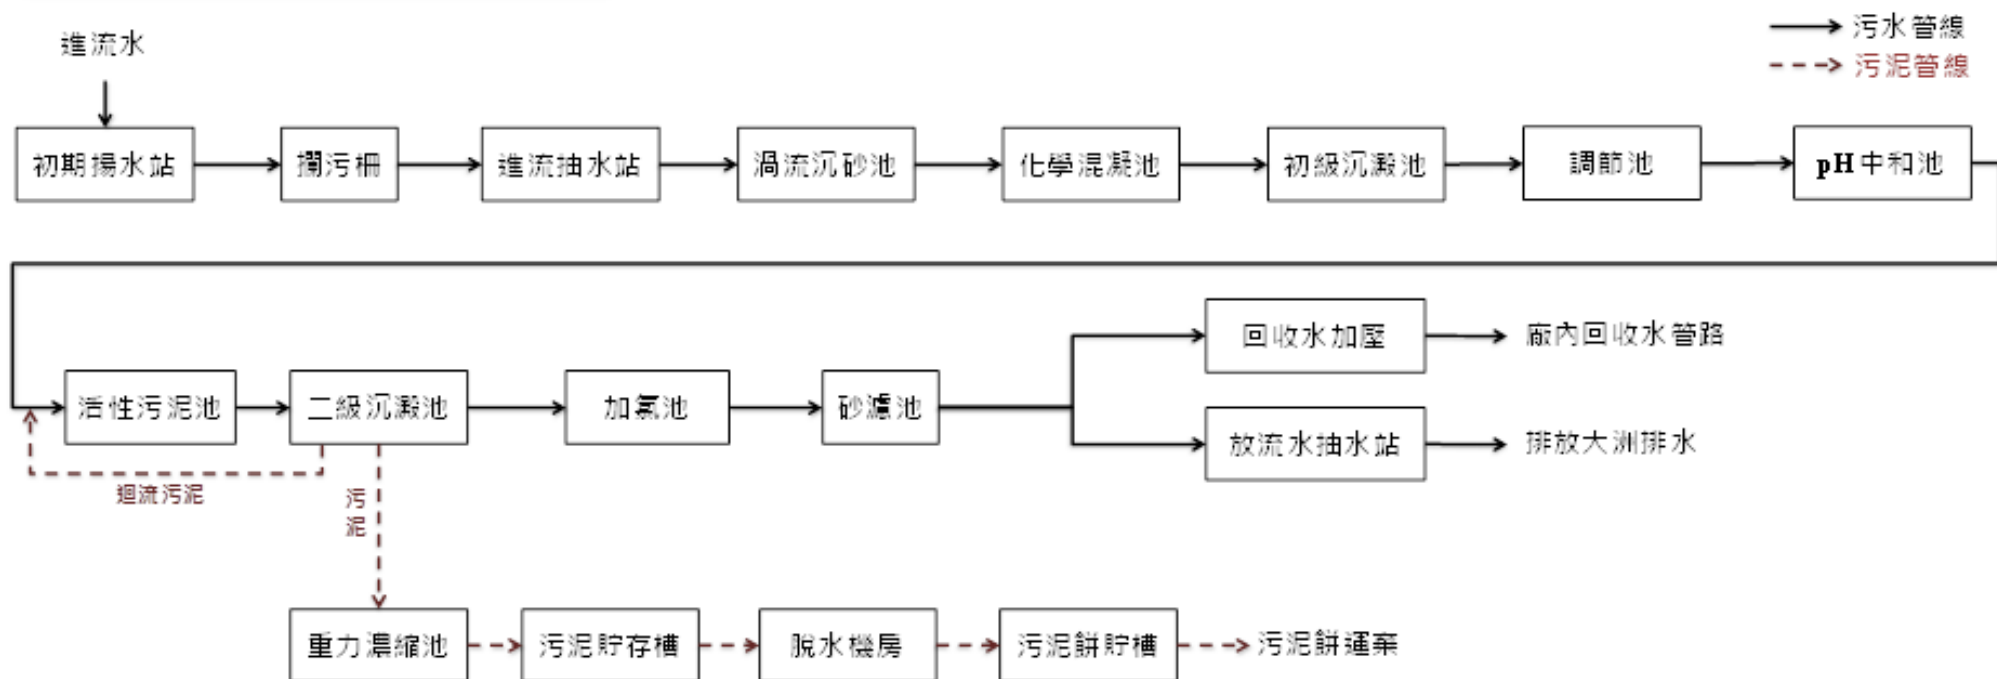 進流水
污水管線
污泥管線
初期揚水站
攔污柵
進流抽水站
渦流沉砂池
化學混凝池
初級沉澱池
調節池
pH中和池
回收水加壓
廠內回收水管路
活性污泥池
二級沉澱池
加氯池
砂濾池
放流水抽水站
排放大洲排水
迴流污泥
污
泥
重力濃縮池
污泥貯存槽
脫水機房
污泥餅貯槽
污泥餅運棄